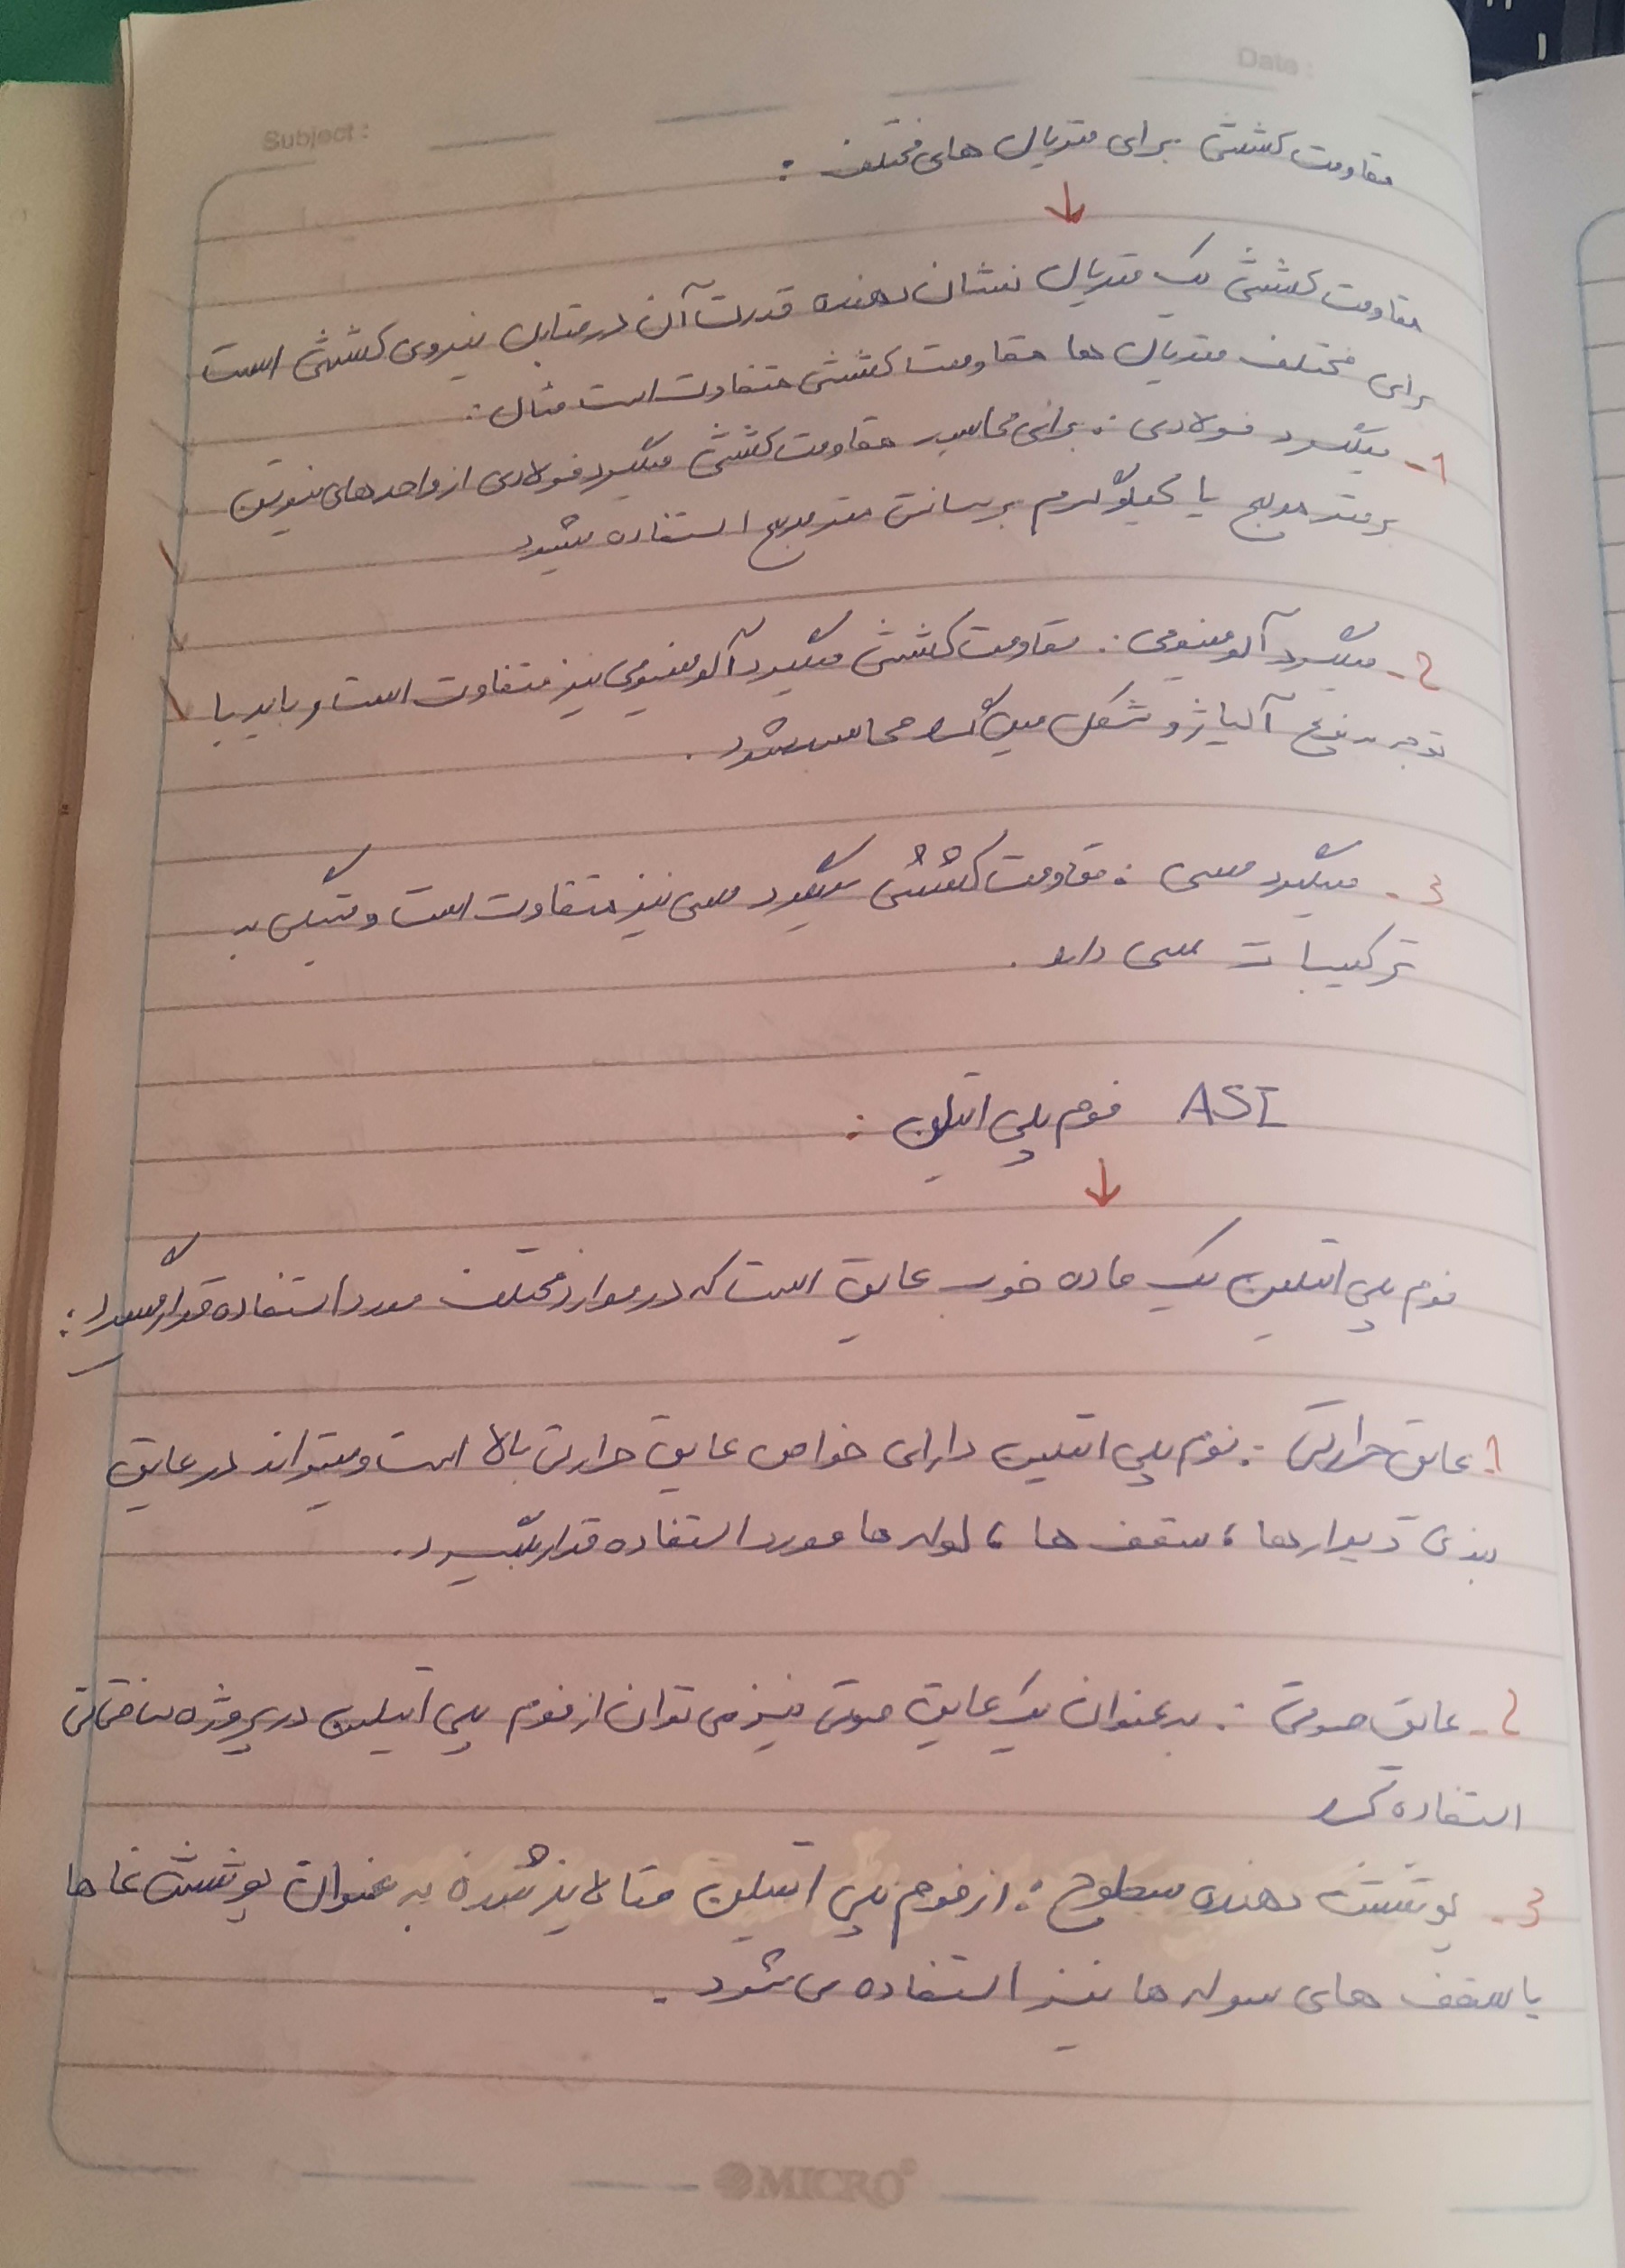 Date :
Subject :
مقاومت کششی برای متریال های مختلف :
مقاومت کششی یک متریال نشان دهنده قدرت آن در مقابل نیروی کششی است
برای مختلف متریال ها مقاومت کششی متفاوت است مثال :
1- میلگرد فولادی : برای محاسبه مقاومت کششی میلگرد فولادی از واحدهای نیوتن
بر متر مربع یا کیلوگرم بر سانتی متر مربع استفاده میشود
2- میلگرد آلومینیومی : مقاومت کششی میلگرد آلومینیومی نیز متفاوت است و باید با
توجه به نوع آلیاژ و شکل میلگرد محاسبه شود .
3- میلگرد مسی : مقاومت کششی میلگرد مسی نیز متفاوت است و بستگی به
ترکیبات مسی دارد .
ASI فوم پلی اتیلن :
فوم پلی اتیلین یک ماده خوب عایق است که در موارد مختلف مورد استفاده قرار میگیرد :
1- عایق حرارتی : فوم پلی اتیلین دارای خواص عایق حرارتی بالا است و میتواند در عایق
بندی دیوارها ، سقف ها ، لوله ها مورد استفاده قرار بگیرد .
2- عایق صوتی : به عنوان یک عایق صوتی نیز می توان از فوم پلی اتیلین در پروژه ساختمانی
استفاده کرد
3- پوشش دهنده سطوح : از فوم پلی اتیلن متالایز شده به عنوان پوشش نما ها
یا سقف های سوله ها نیز استفاده می شود .
MICRO